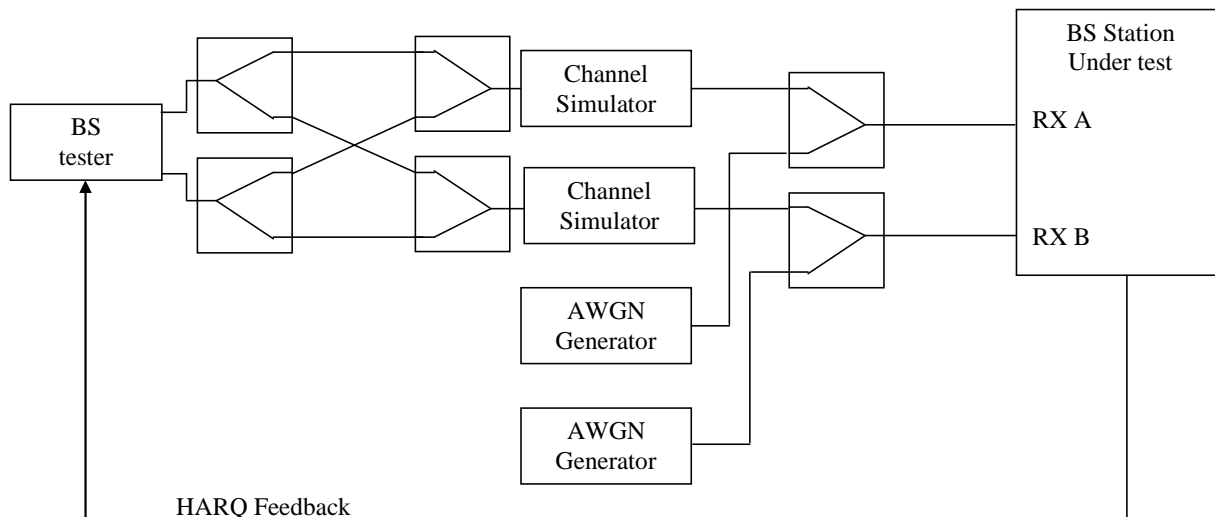 BS Station
Under test
Channel
Simulator
BS
tester
RX A
Channel
Simulator
RX B
AWGN
Generator
AWGN
Generator
HARQ Feedback